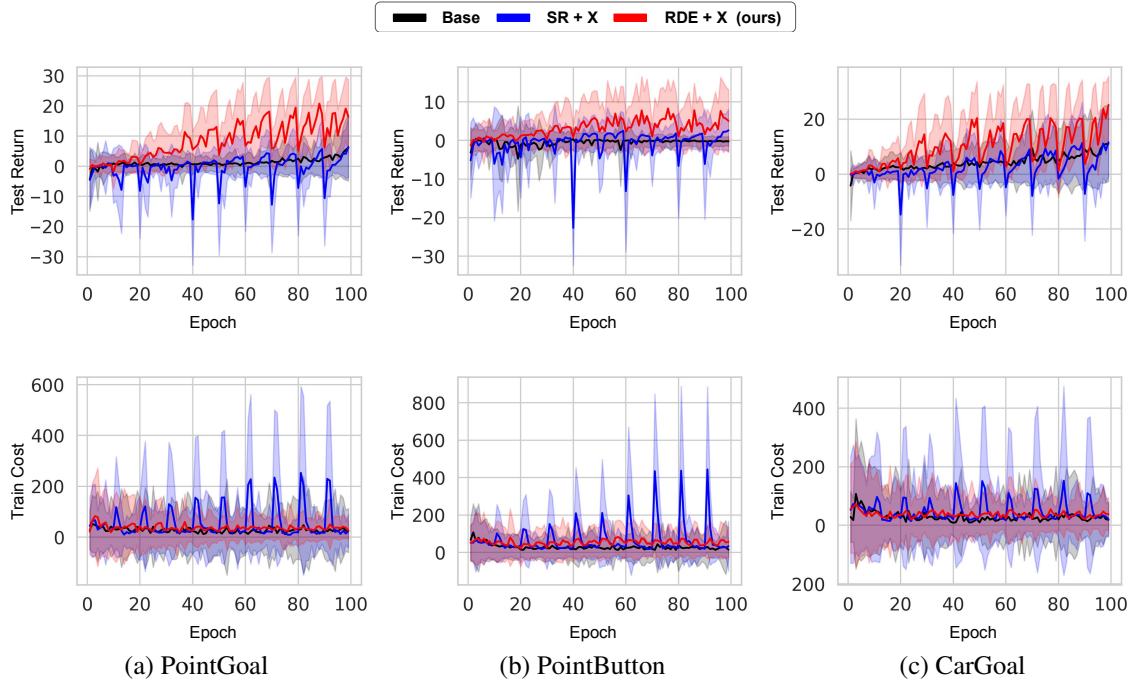 Base SR + X RDE + X (ours)
30
20
10
0
−10
−20
−30
Test Return
0 20 40 60 80 100
Epoch
10
0
−10
−20
−30
Test Return
0 20 40 60 80 100
Epoch
20
0
−20
Test Return
0 20 40 60 80 100
Epoch
600
400
200
0
Train Cost
0 20 40 60 80 100
Epoch
800
600
400
200
0
Train Cost
0 20 40 60 80 100
Epoch
400
200
0
200
Train Cost
0 20 40 60 80 100
Epoch
(a) PointGoal
(b) PointButton
(c) CarGoal